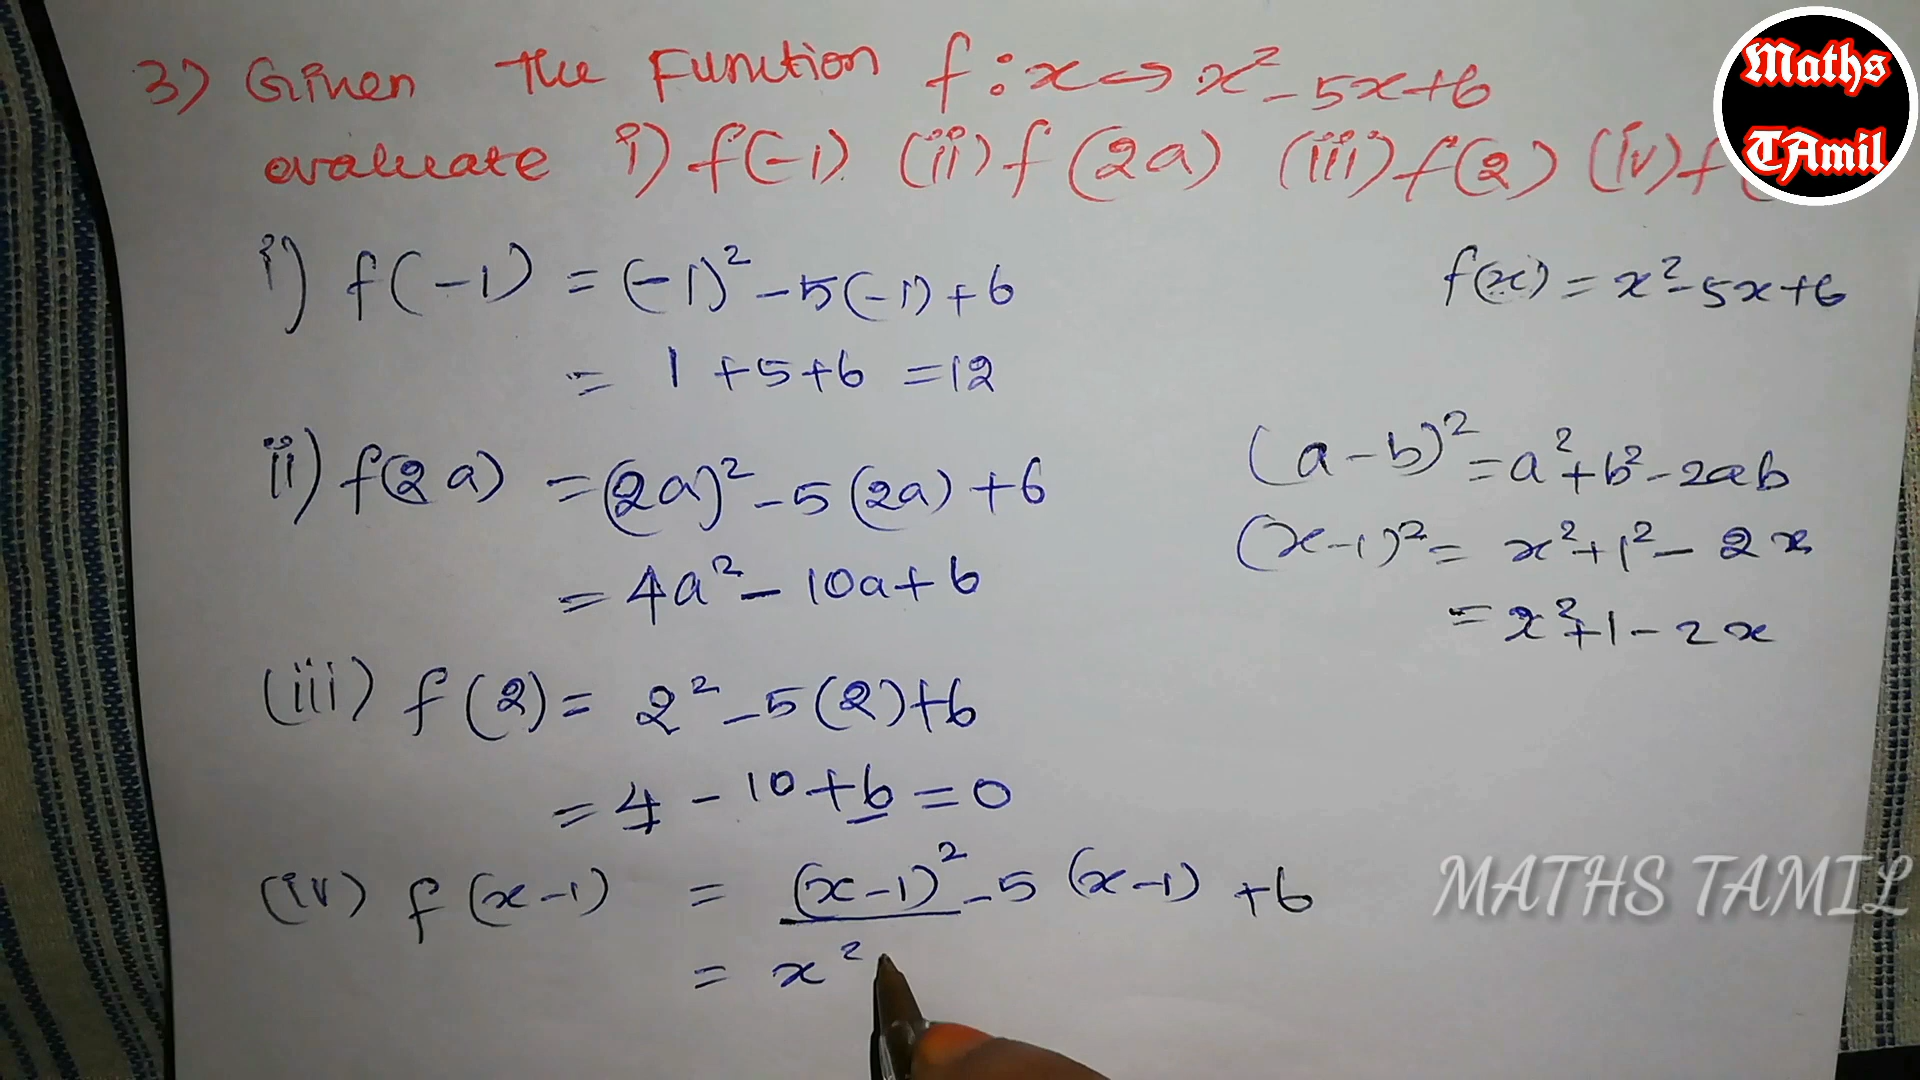 3) Given the Function f : x → x² - 5x + 6
evaluate i) f(-1) (ii) f(2a) (iii) f(2) (iv) f(
Maths
TAmil
i) f(-1) = (-1)² - 5(-1) + 6
= 1 + 5 + 6 = 12
f(x) = x² - 5x + 6
ii) f(2a) = (2a)² - 5(2a) + 6
= 4a² - 10a + 6
(a - b)² = a² + b² - 2ab
(x - 1)² = x² + 1² - 2x
= x² + 1 - 2x
(iii) f(2) = 2² - 5(2) + 6
= 4 - 10 + 6 = 0
(iv) f(x - 1) = (x - 1)² - 5(x - 1) + 6
= x²
MATHS TAMIL